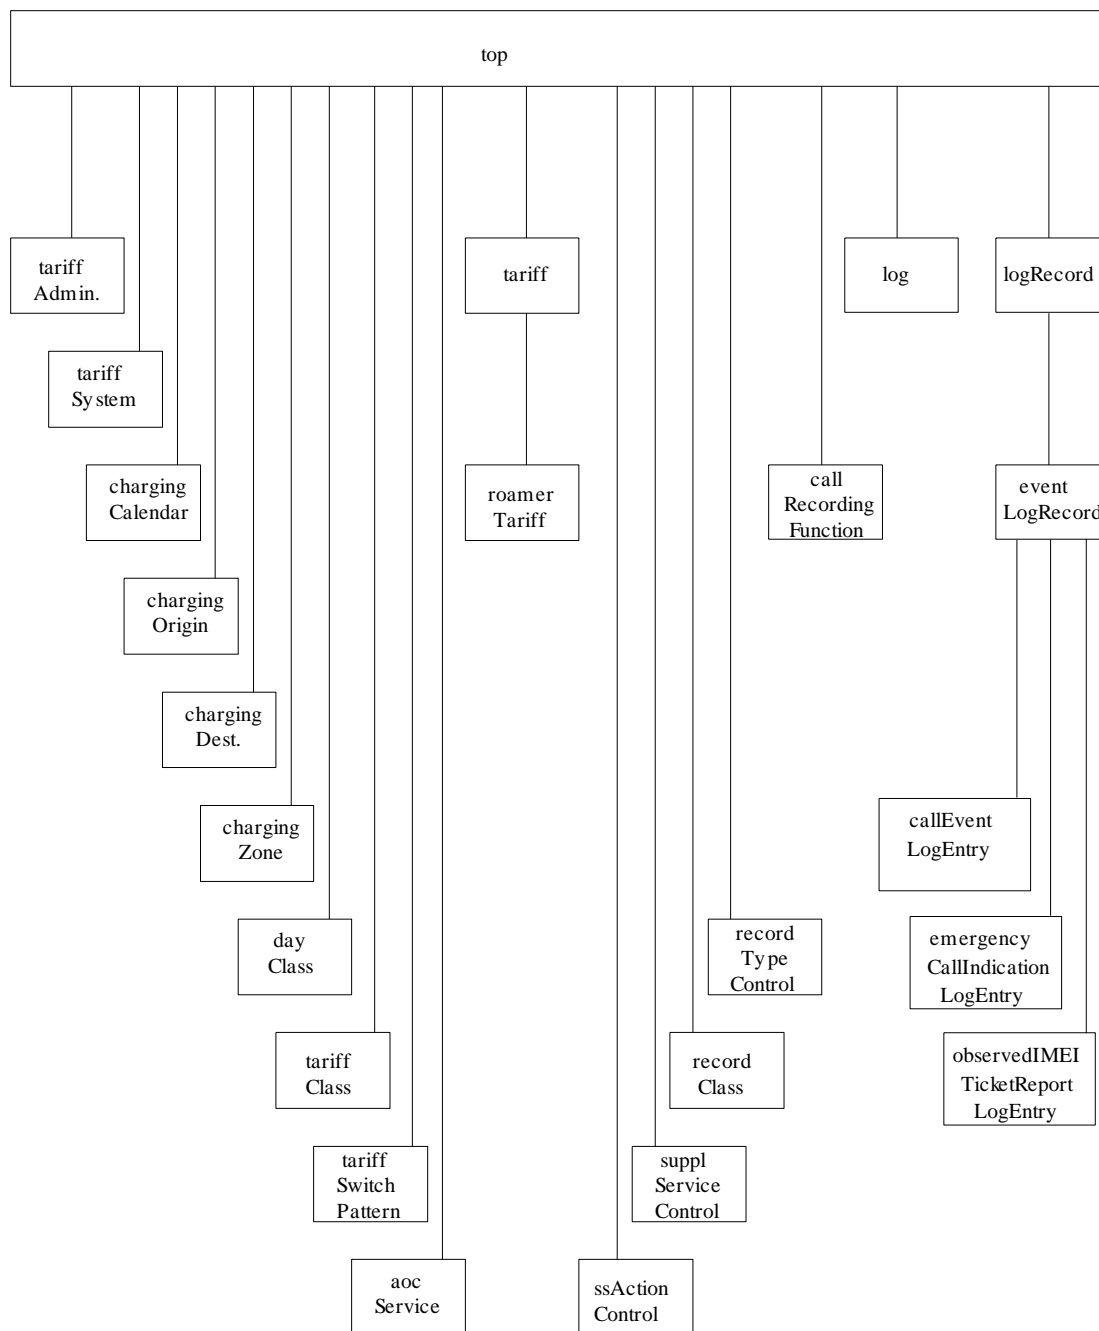 top
tariff
Admin.
tariff
log
logRecord
tariff
System
charging
Calendar
roamer
Tariff
call
Recording
Function
event
LogRecord
charging
Origin
charging
Dest.
charging
Zone
callEvent
LogEntry
day
Class
record
Type
Control
emergency
CallIndication
LogEntry
tariff
Class
record
Class
observedIMEI
TicketReport
LogEntry
tariff
Switch
Pattern
suppl
Service
Control
aoc
Service
ssAction
Control